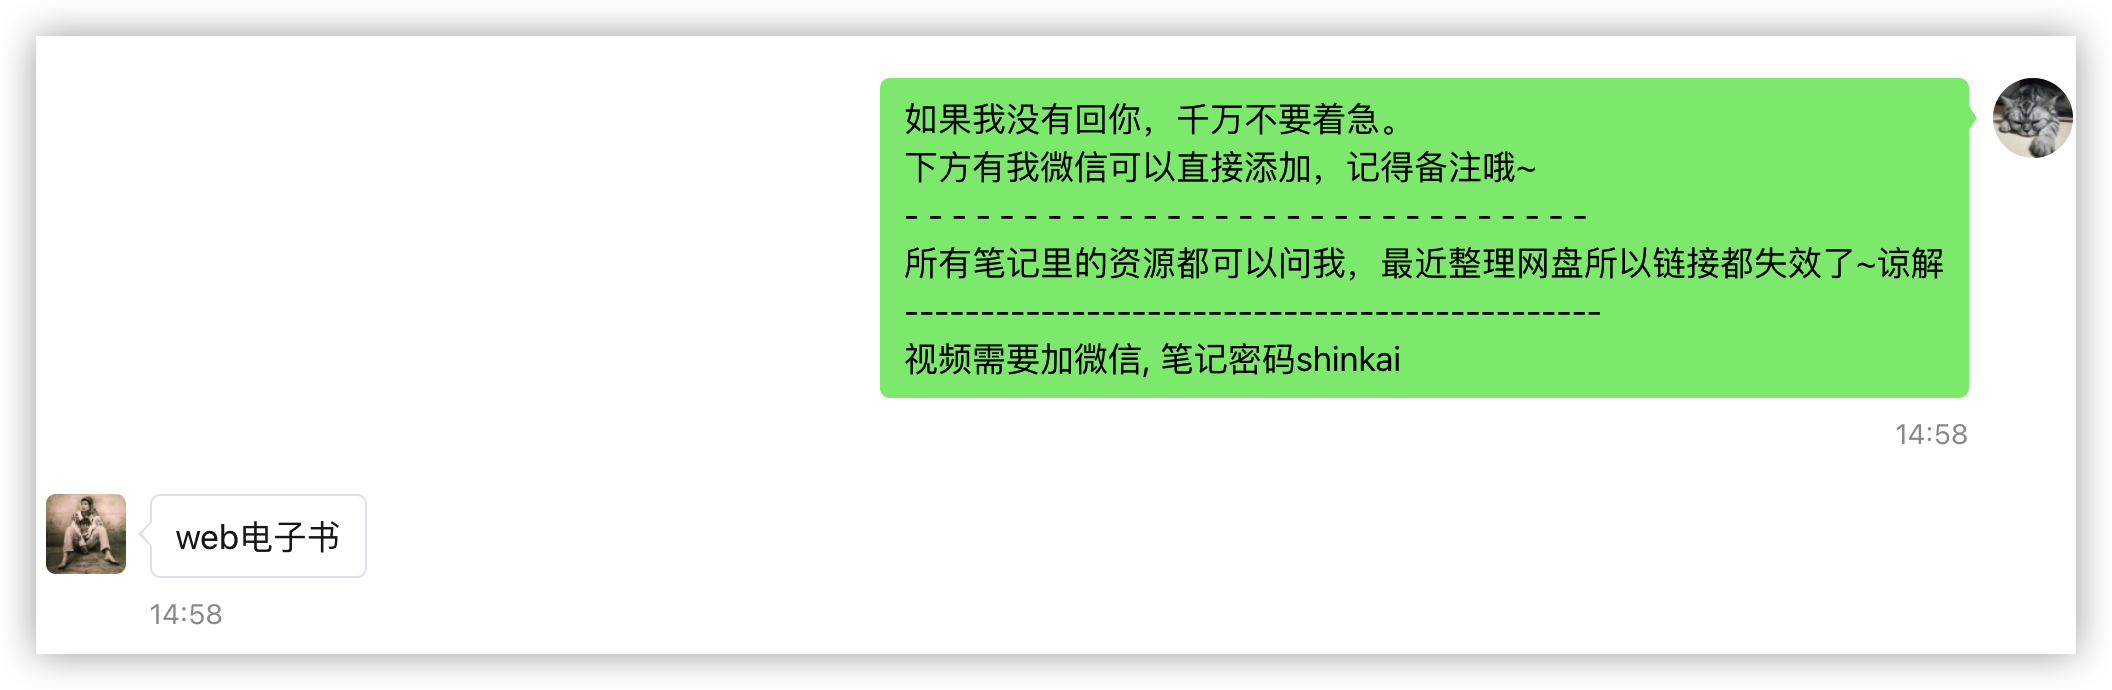 如果我没有回你，千万不要着急。
下方有我微信可以直接添加，记得备注哦~
- - - - - - - - - - - - - - - - - - - - - - - - - - - - -
所有笔记里的资源都可以问我，最近整理网盘所以链接都失效了~谅解
----------------------------------------------
视频需要加微信, 笔记密码shinkai
14:58
web电子书
14:58